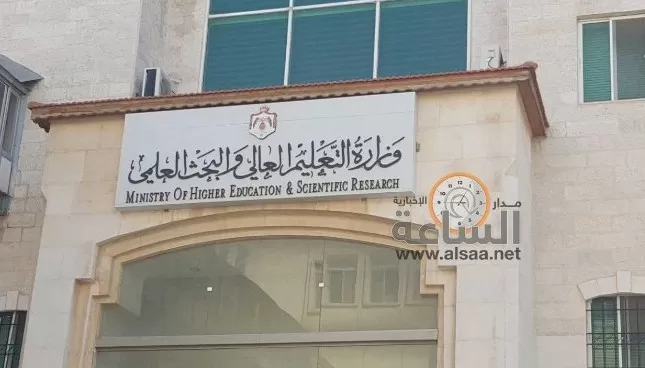 وزارة التعليم العالي والبحث العلمي
MINISTRY OF HIGHER EDUCATION & SCIENTIFIC RESEARCH
مدار
الإخبارية
الساعة
www.alsaa.net